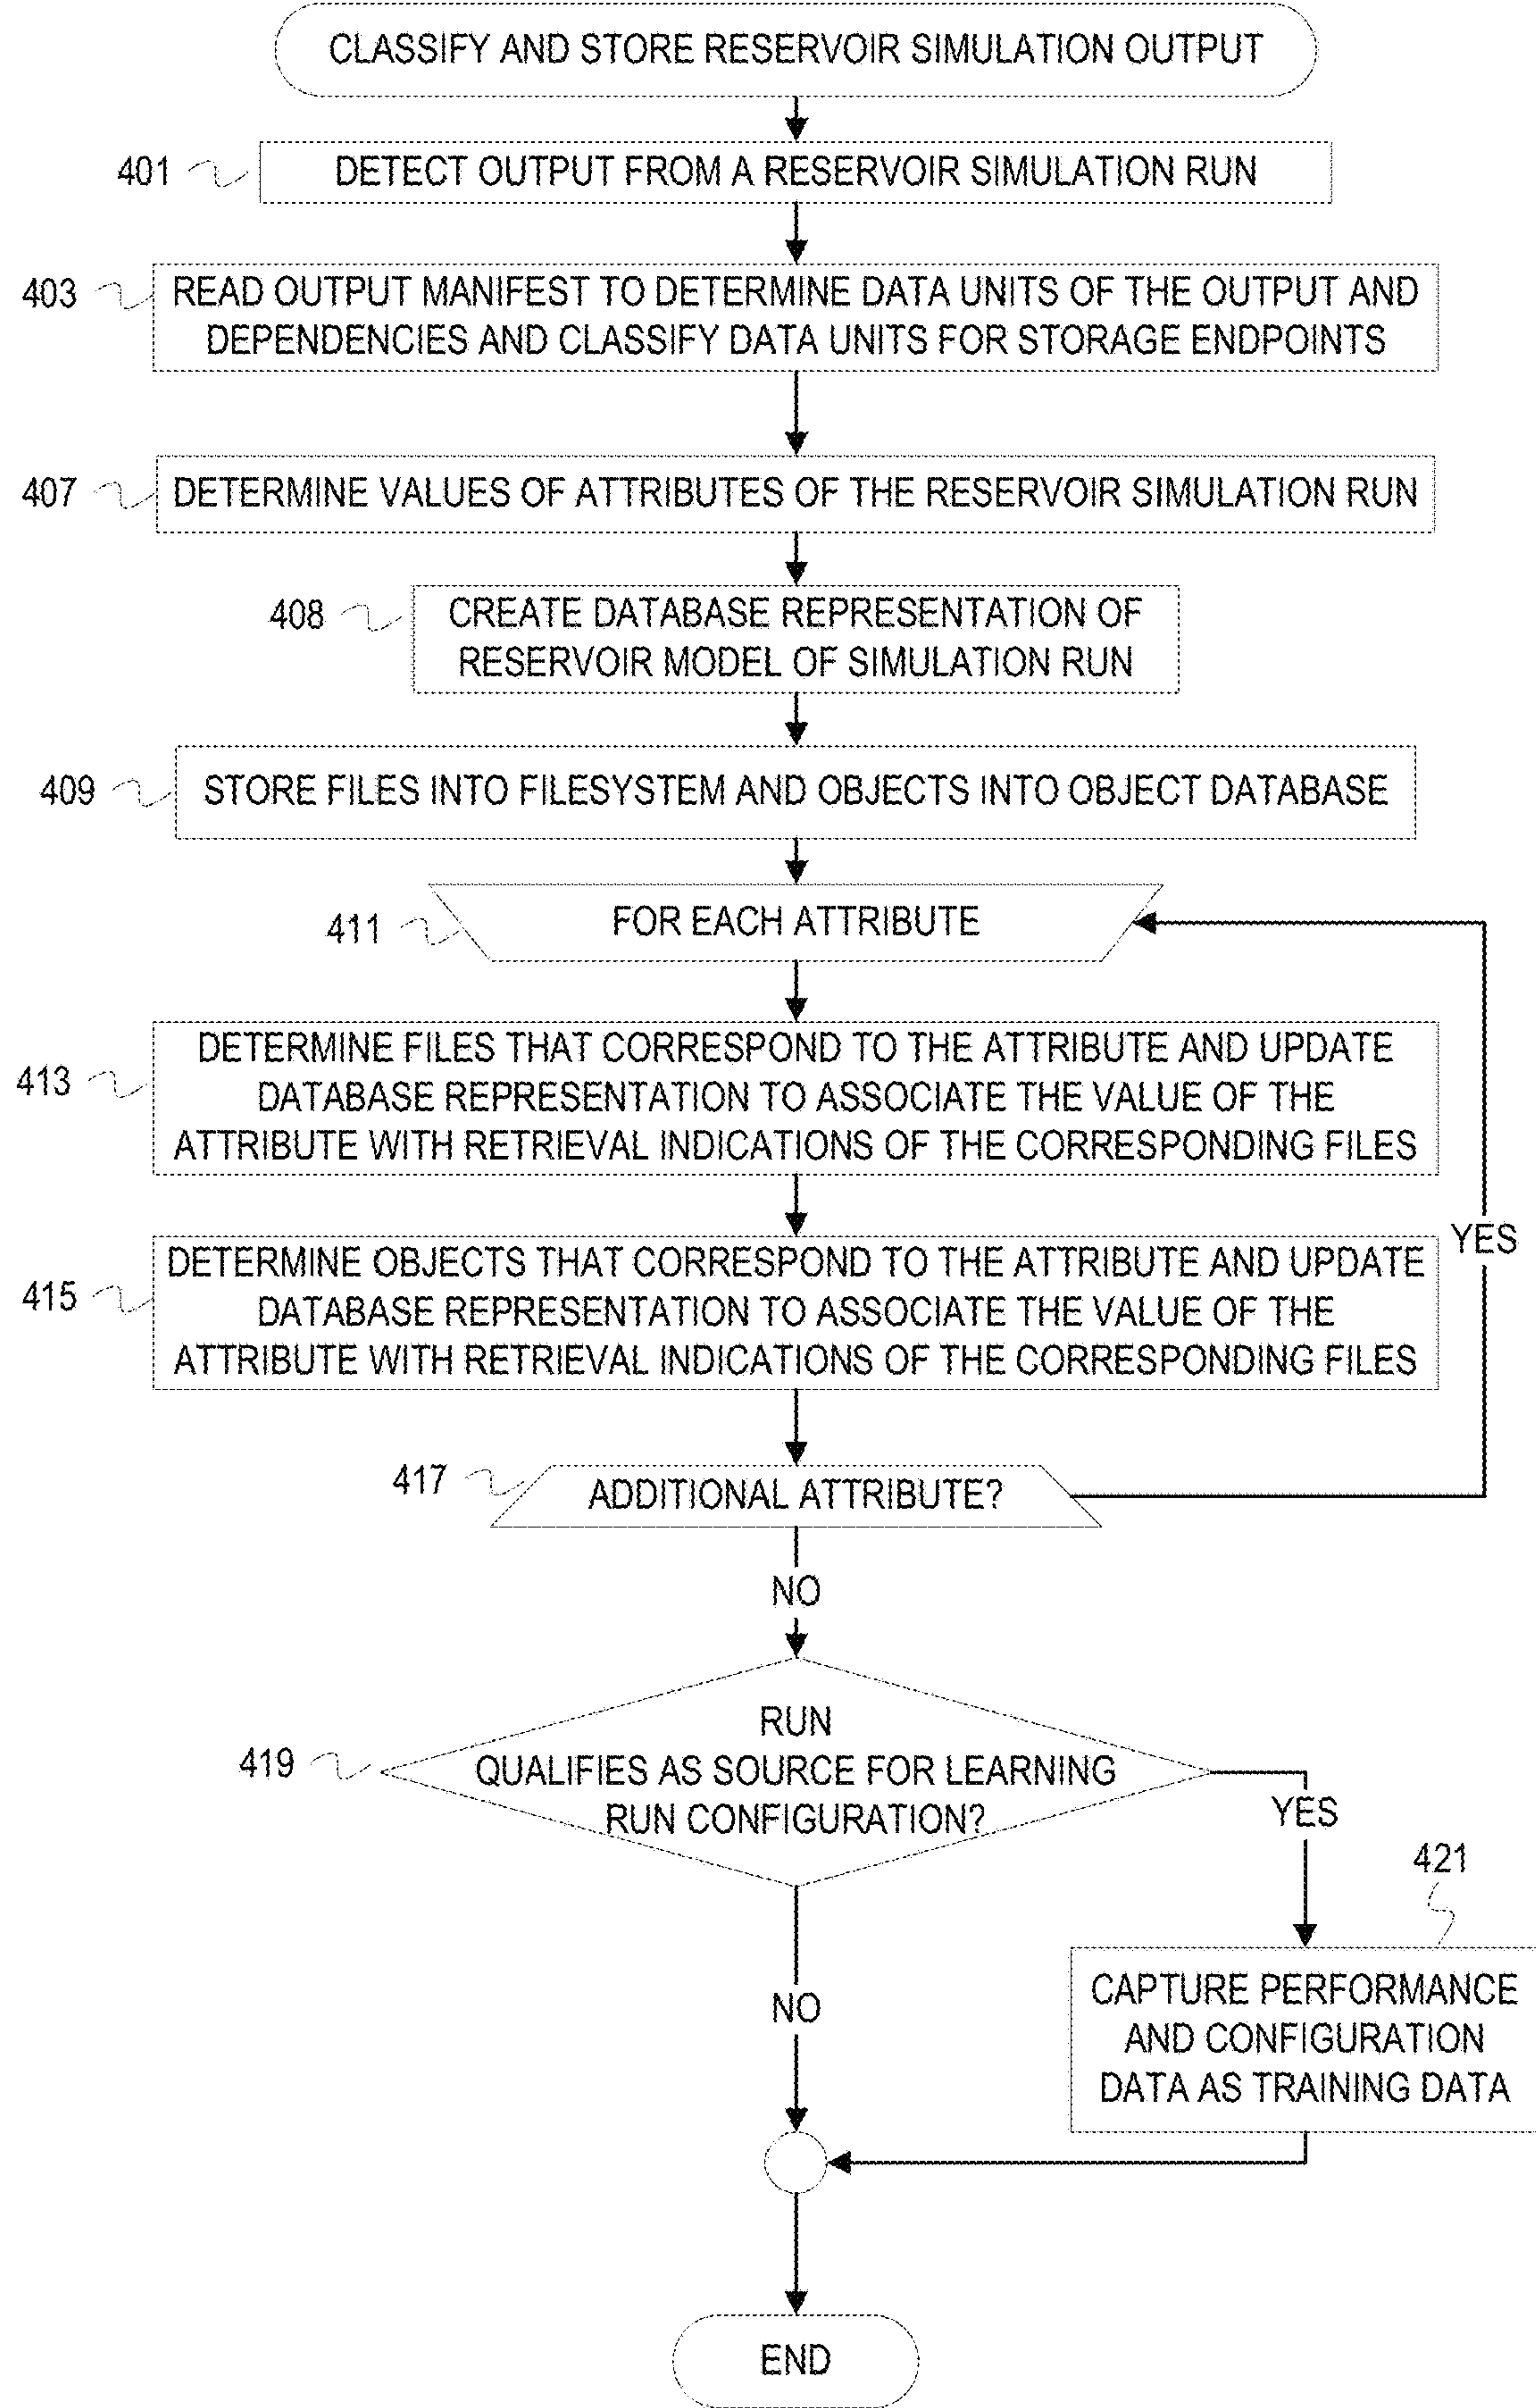 CLASSIFY AND STORE RESERVOIR SIMULATION OUTPUT
401
DETECT OUTPUT FROM A RESERVOIR SIMULATION RUN
403
READ OUTPUT MANIFEST TO DETERMINE DATA UNITS OF THE OUTPUT AND
DEPENDENCIES AND CLASSIFY DATA UNITS FOR STORAGE ENDPOINTS
407
DETERMINE VALUES OF ATTRIBUTES OF THE RESERVOIR SIMULATION RUN
408
CREATE DATABASE REPRESENTATION OF
RESERVOIR MODEL OF SIMULATION RUN
409
STORE FILES INTO FILESYSTEM AND OBJECTS INTO OBJECT DATABASE
411
FOR EACH ATTRIBUTE
413
DETERMINE FILES THAT CORRESPOND TO THE ATTRIBUTE AND UPDATE
DATABASE REPRESENTATION TO ASSOCIATE THE VALUE OF THE
ATTRIBUTE WITH RETRIEVAL INDICATIONS OF THE CORRESPONDING FILES
YES
415
DETERMINE OBJECTS THAT CORRESPOND TO THE ATTRIBUTE AND UPDATE
DATABASE REPRESENTATION TO ASSOCIATE THE VALUE OF THE
ATTRIBUTE WITH RETRIEVAL INDICATIONS OF THE CORRESPONDING FILES
417
ADDITIONAL ATTRIBUTE?
NO
419
RUN
QUALIFIES AS SOURCE FOR LEARNING
RUN CONFIGURATION?
YES
421
CAPTURE PERFORMANCE
AND CONFIGURATION
DATA AS TRAINING DATA
NO
END